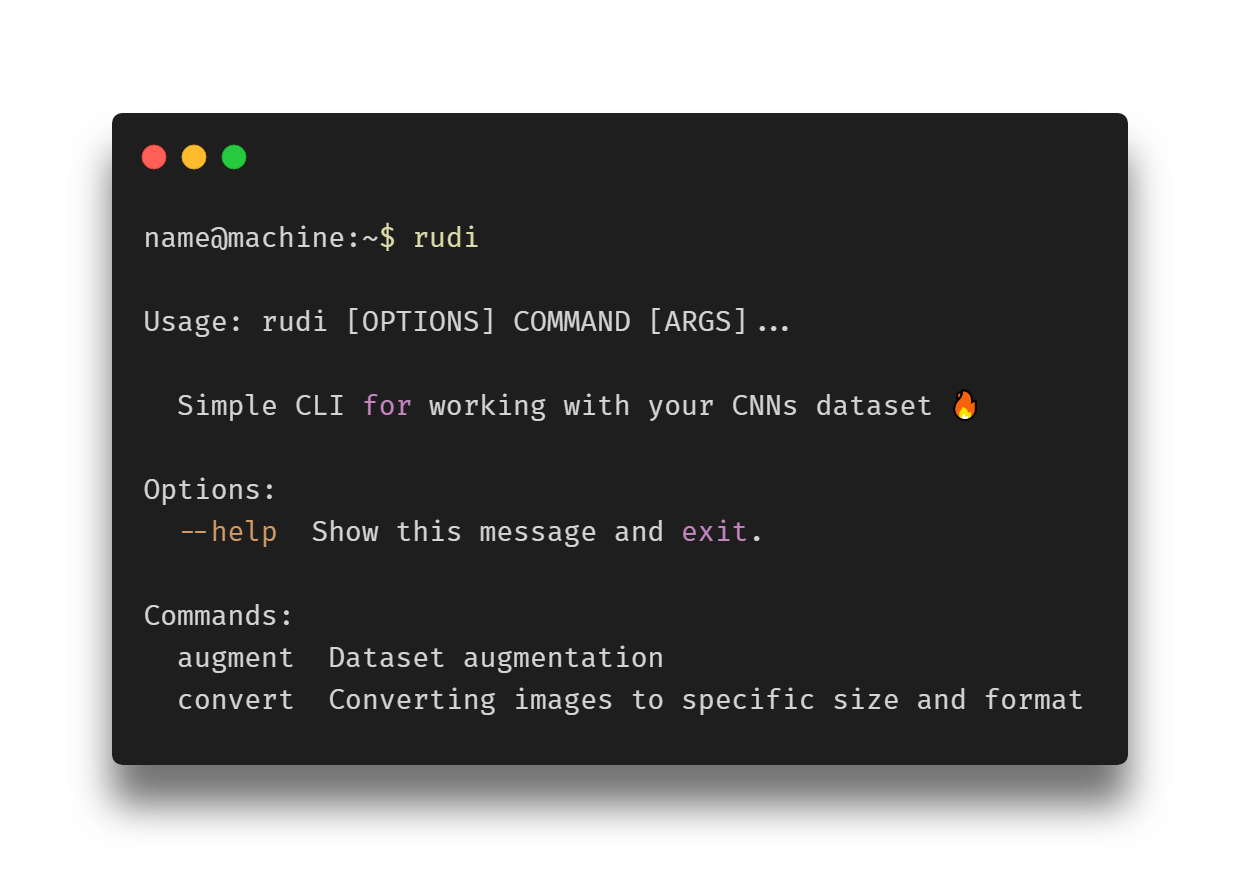 name@machine:~$ rudi
Usage: rudi [OPTIONS] COMMAND [ARGS]...
Simple CLI for working with your CNNs dataset 🔥
Options:
--help  Show this message and exit.
Commands:
augment  Dataset augmentation
convert  Converting images to specific size and format